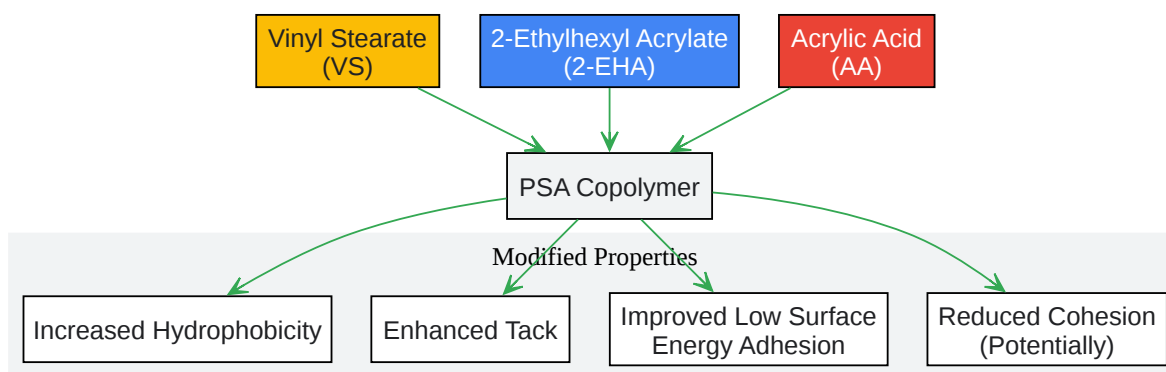 Vinyl Stearate
(VS)
2-Ethylhexyl Acrylate
(2-EHA)
Acrylic Acid
(AA)
PSA Copolymer
Modified Properties
Increased Hydrophobicity
Enhanced Tack
Improved Low Surface
Energy Adhesion
Reduced Cohesion
(Potentially)